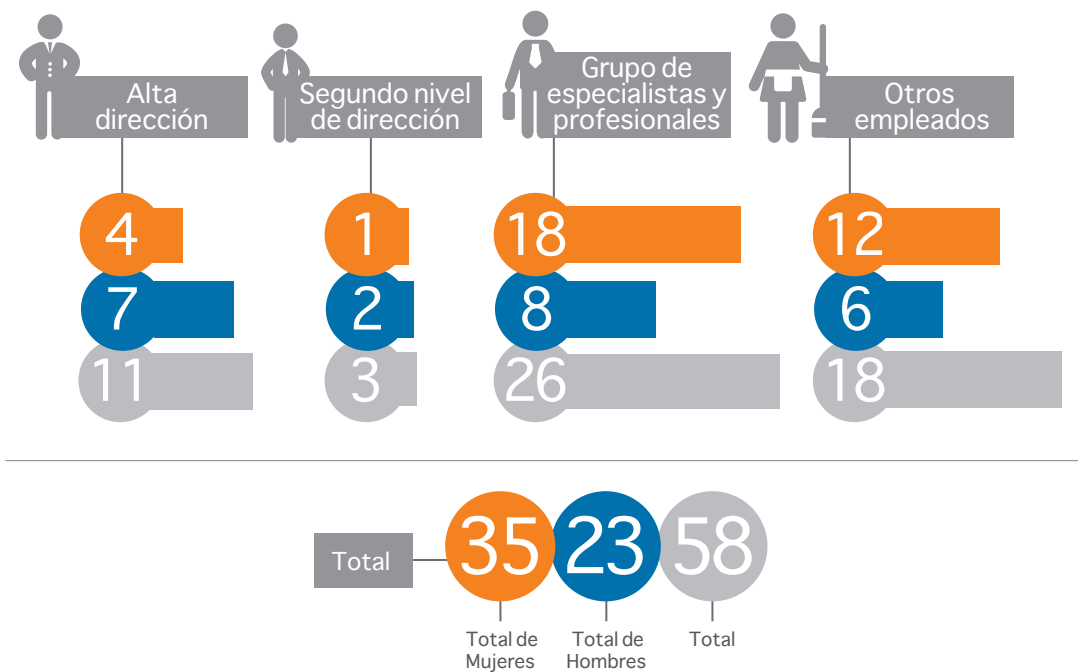 Alta
dirección
Segundo nivel
de dirección
Grupo de
especialistas y
profesionales
Otros
empleados
4
1
18
12
7
2
8
6
11
3
26
18
Total
35
23
58
Total de
Mujeres
Total de
Hombres
Total